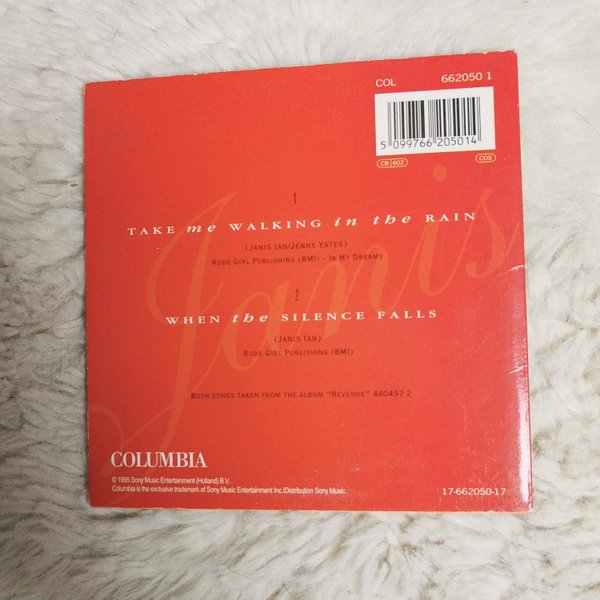 COL 662050 1
5 099766 205014
CB 602 CDS
1
TAKE me WALKING in the RAIN
(JANIS IAN/JENNY YATES)
RUDE GIRL PUBLISHING (BMI) - IN MY DREAMS
2
WHEN the SILENCE FALLS
(JANIS IAN)
RUDE GIRL PUBLISHING (BMI)
BOTH SONGS TAKEN FROM THE ALBUM "REVENGE" 480497 2
Janis
COLUMBIA
© 1995 Sony Music Entertainment (Holland) B.V.
Columbia is the exclusive trademark of Sony Music Entertainment Inc./Distribution Sony Music
17-662050-17